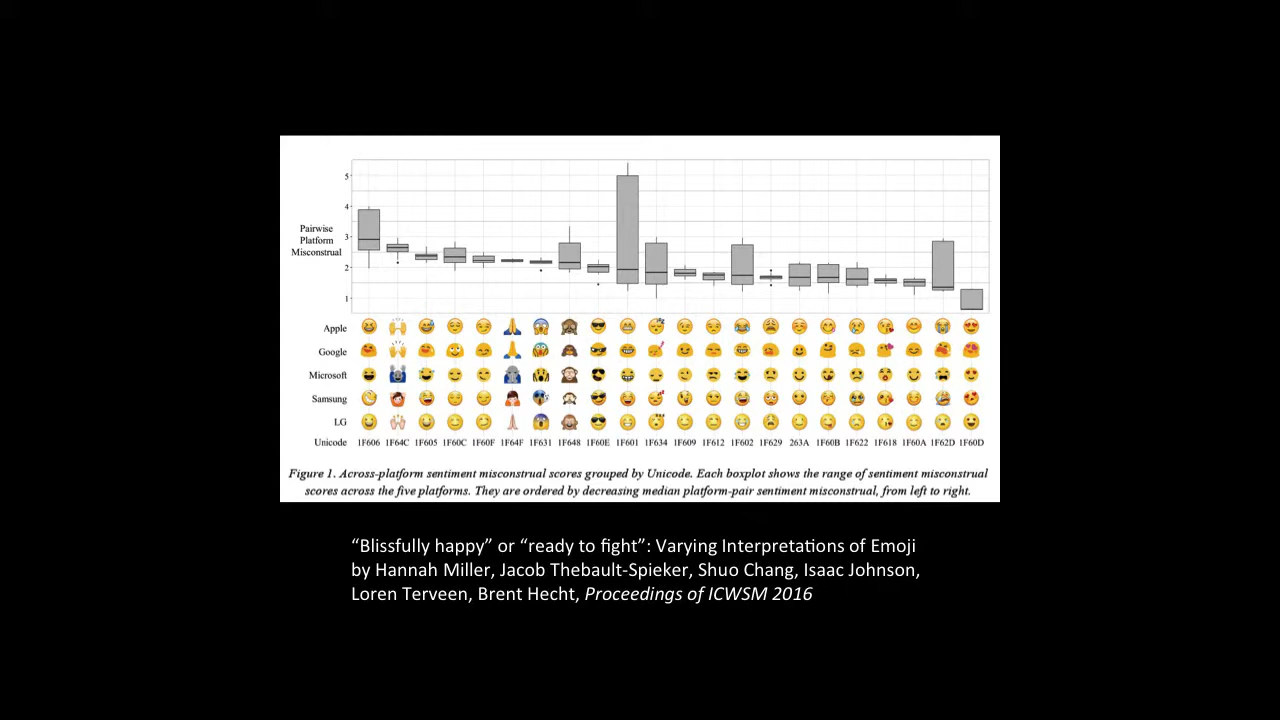 5
4
3
2
1
Pairwise
Platform
Misconstrual
Apple
Google
Microsoft
Samsung
LG
Unicode 1F606 1F64C 1F605 1F60C 1F60F 1F64F 1F631 1F648 1F60E 1F601 1F634 1F609 1F612 1F602 1F629 263A 1F60B 1F622 1F618 1F60A 1F62D 1F60D
Figure 1. Across-platform sentiment misconstrual scores grouped by Unicode. Each boxplot shows the range of sentiment misconstrual
scores across the five platforms. They are ordered by decreasing median platform-pair sentiment misconstrual, from left to right.
“Blissfully happy” or “ready to fight”: Varying Interpretations of Emoji
by Hannah Miller, Jacob Thebault-Spieker, Shuo Chang, Isaac Johnson,
Loren Terveen, Brent Hecht, Proceedings of ICWSM 2016